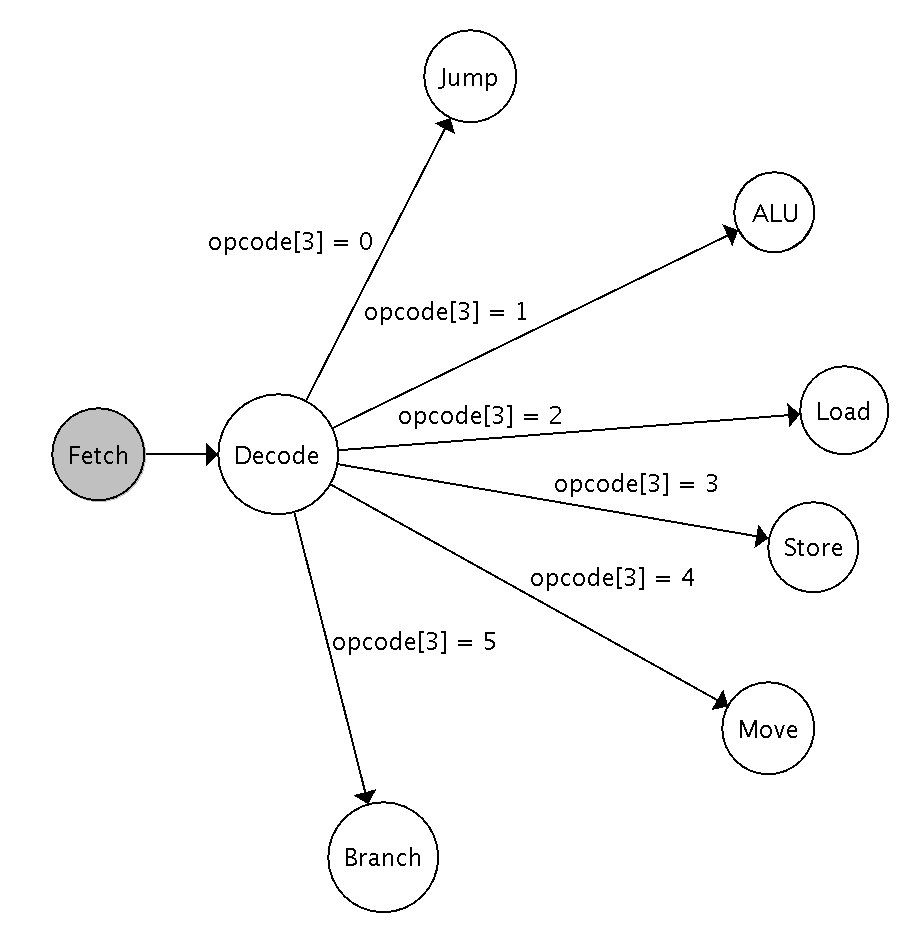 Jump
ALU
opcode[3] = 0
opcode[3] = 1
Load
opcode[3] = 2
Fetch
Decode
opcode[3] = 3
Store
opcode[3] = 4
opcode[3] = 5
Move
Branch